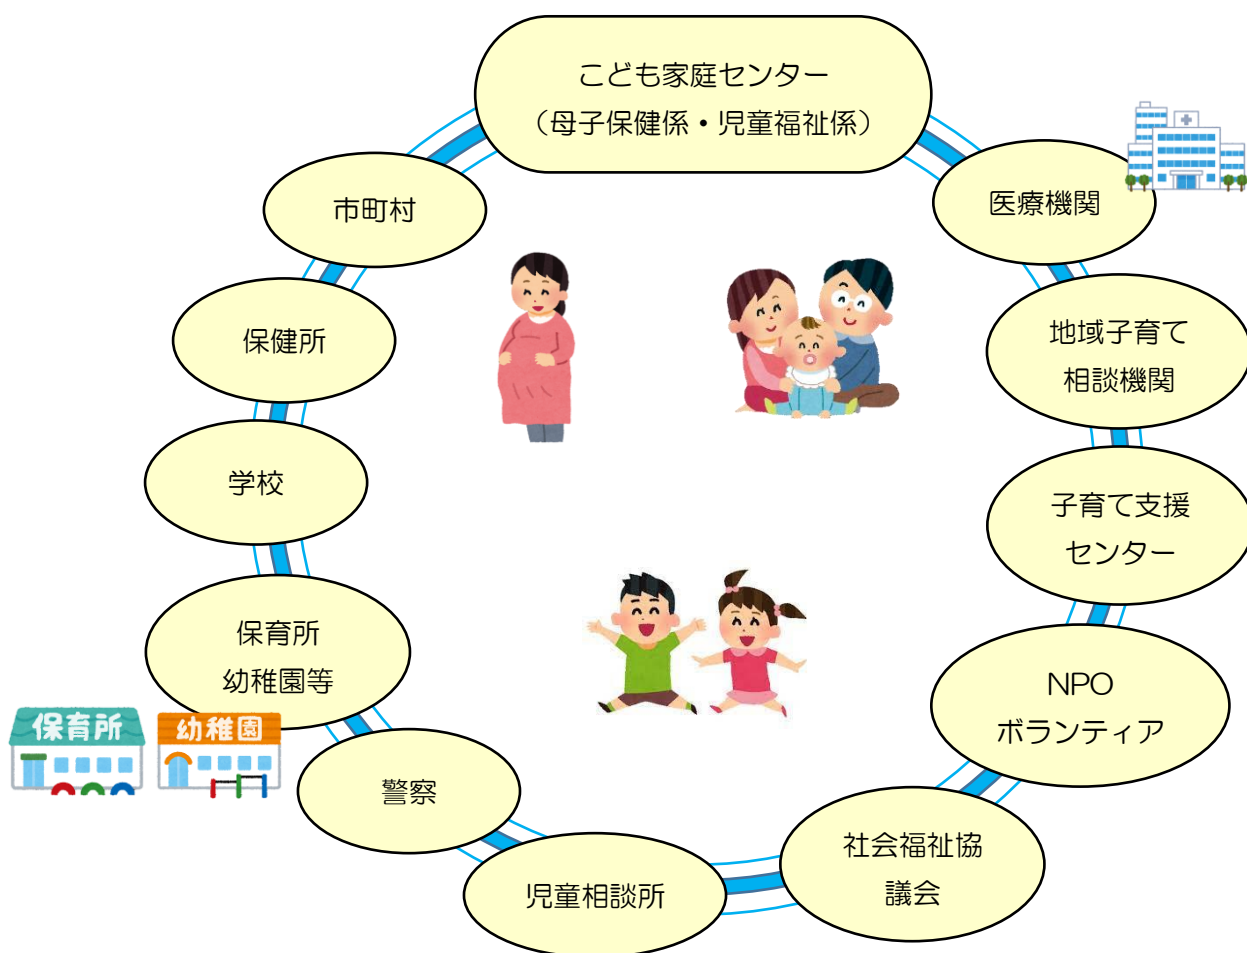 こども家庭センター
（母子保健係・児童福祉係）
医療機関
市町村
地域子育て
相談機関
保健所
学校
子育て支援
センター
保育所
幼稚園等
NPO
ボランティア
保育所
幼稚園
警察
社会福祉協
議会
児童相談所